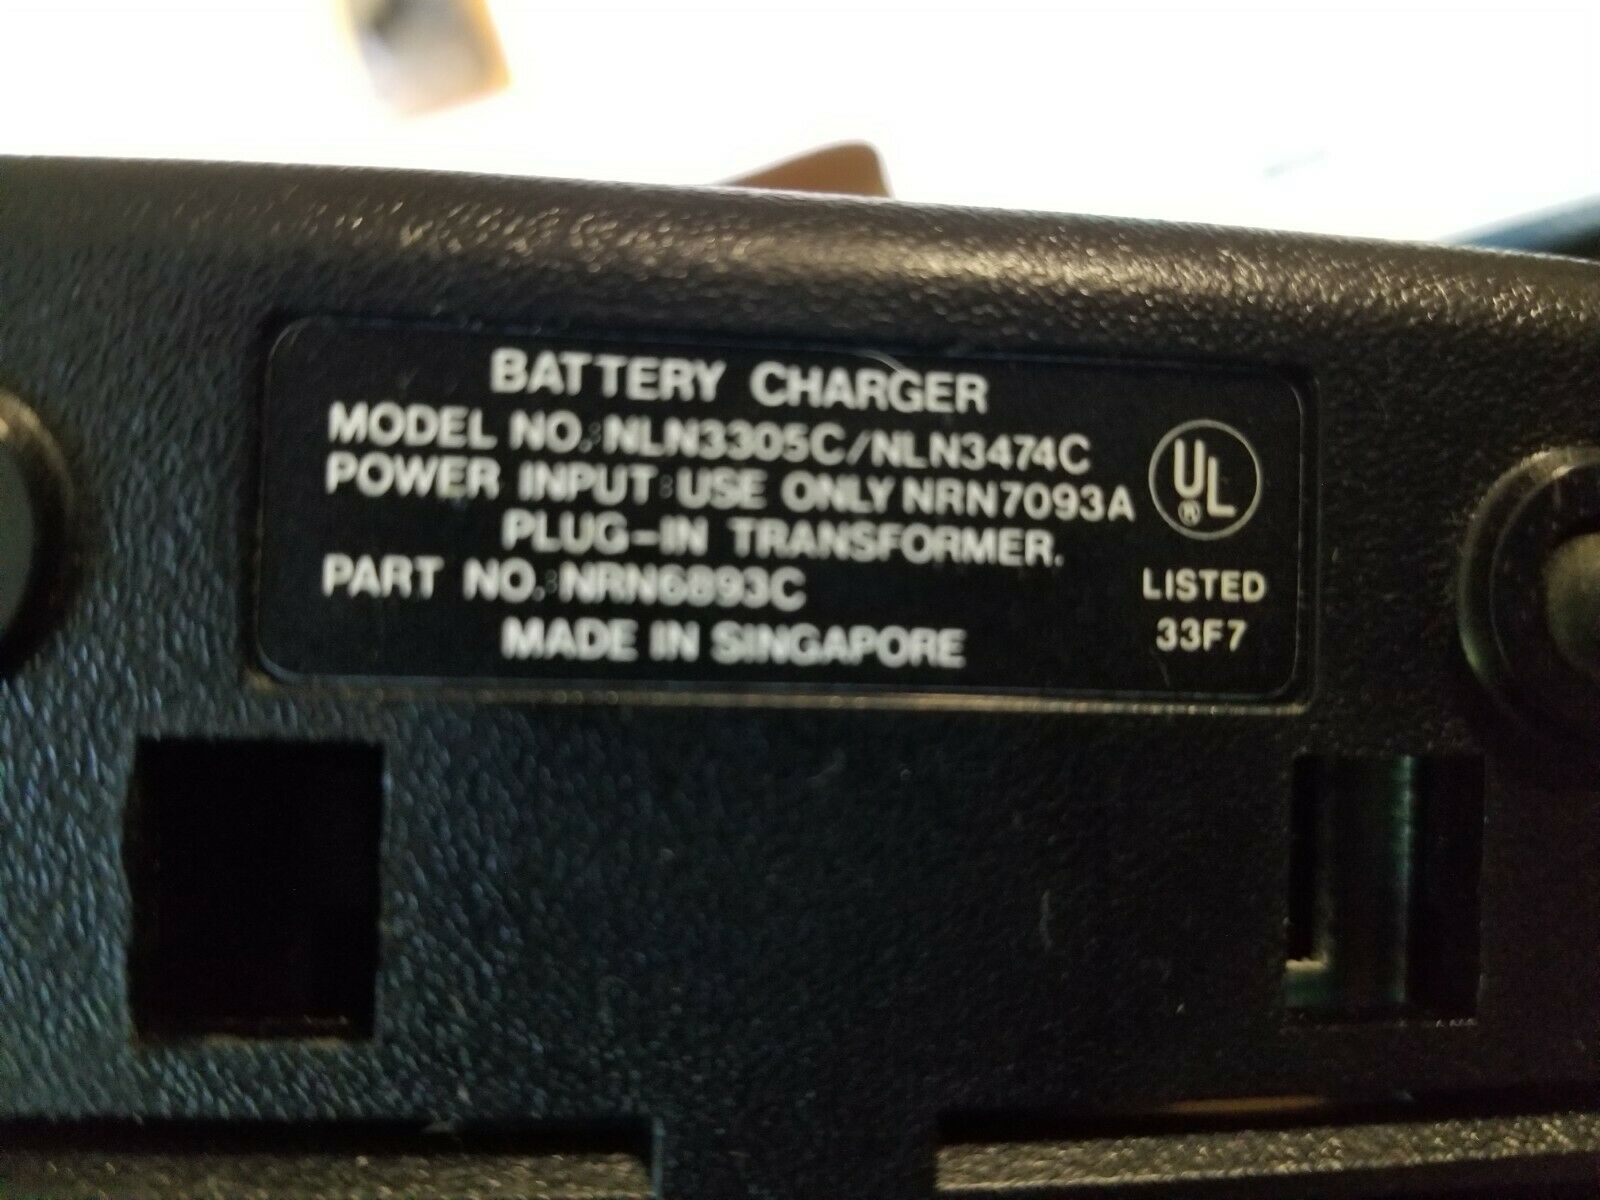 BATTERY CHARGER
MODEL NO.:NLN3305C/NLN3474C
POWER INPUT:USE ONLY NRN7093A
PLUG-IN TRANSFORMER.
PART NO.:NRN6893C
MADE IN SINGAPORE
UL®
LISTED
33F7